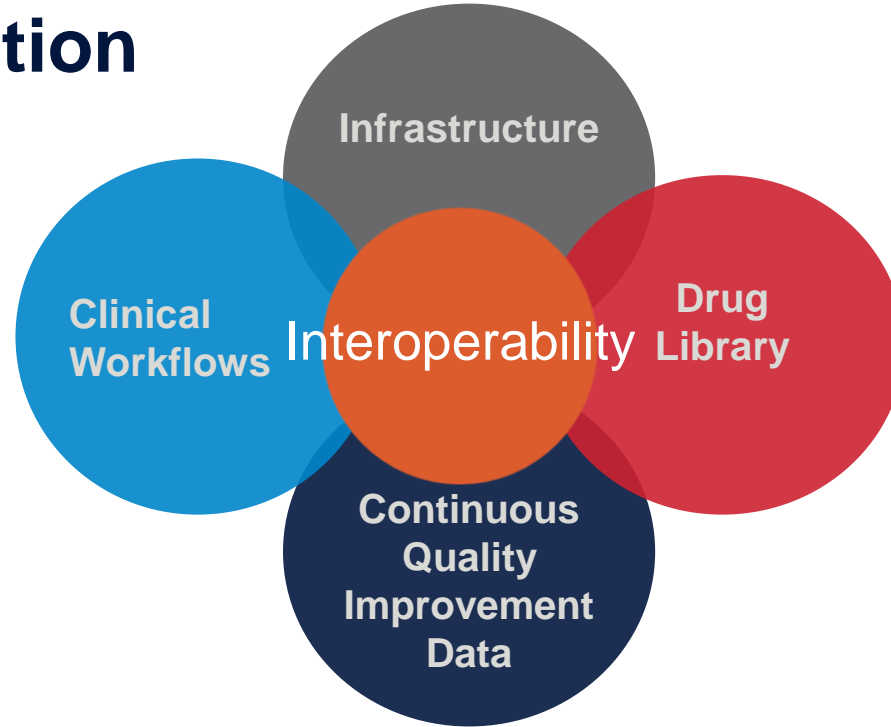 tion
Infrastructure
Clinical
Workflows
Interoperability
Drug
Library
Continuous
Quality
Improvement
Data